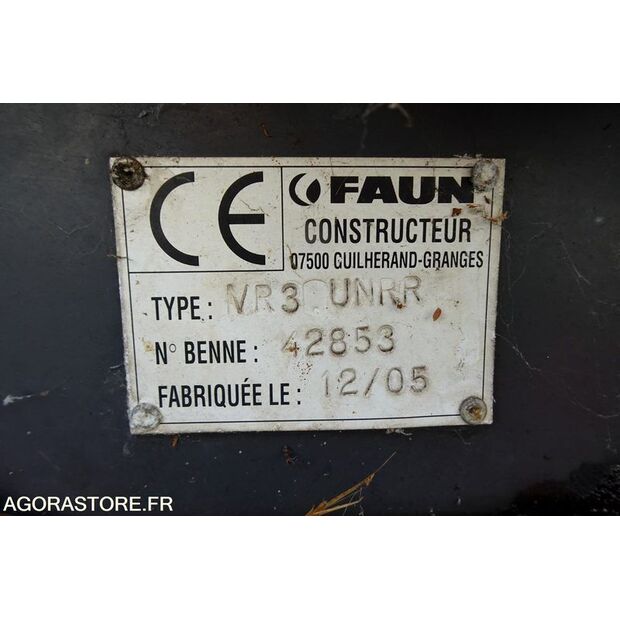 CE
FAUN
CONSTRUCTEUR
07500 GUILHERAND-GRANGES
TYPE :
N° BENNE : 42853
FABRIQUÉE LE : 12/05
AGORASTORE.FR